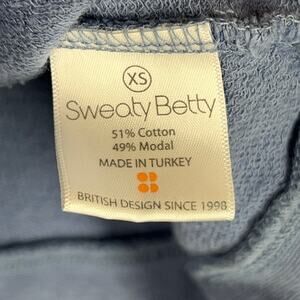 XS
Sweaty Betty
51% Cotton
49% Modal
MADE IN TURKEY
BRITISH DESIGN SINCE 1998